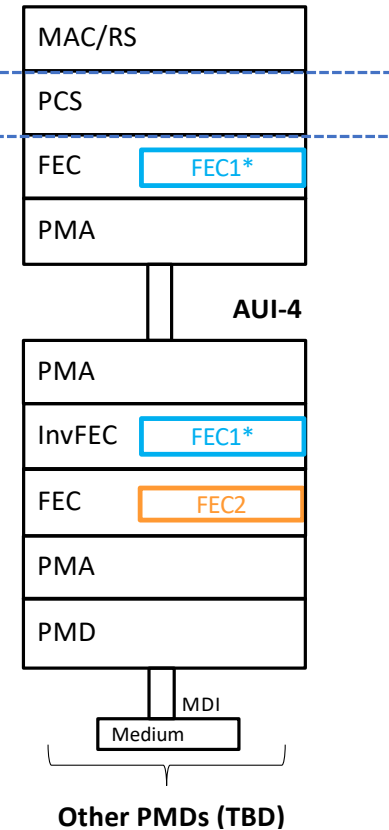 MAC/RS
PCS
FEC FEC1*
PMA
AUI-4
PMA
InvFEC FEC1*
FEC FEC2
PMA
PMD
MDI
Medium
Other PMDs (TBD)